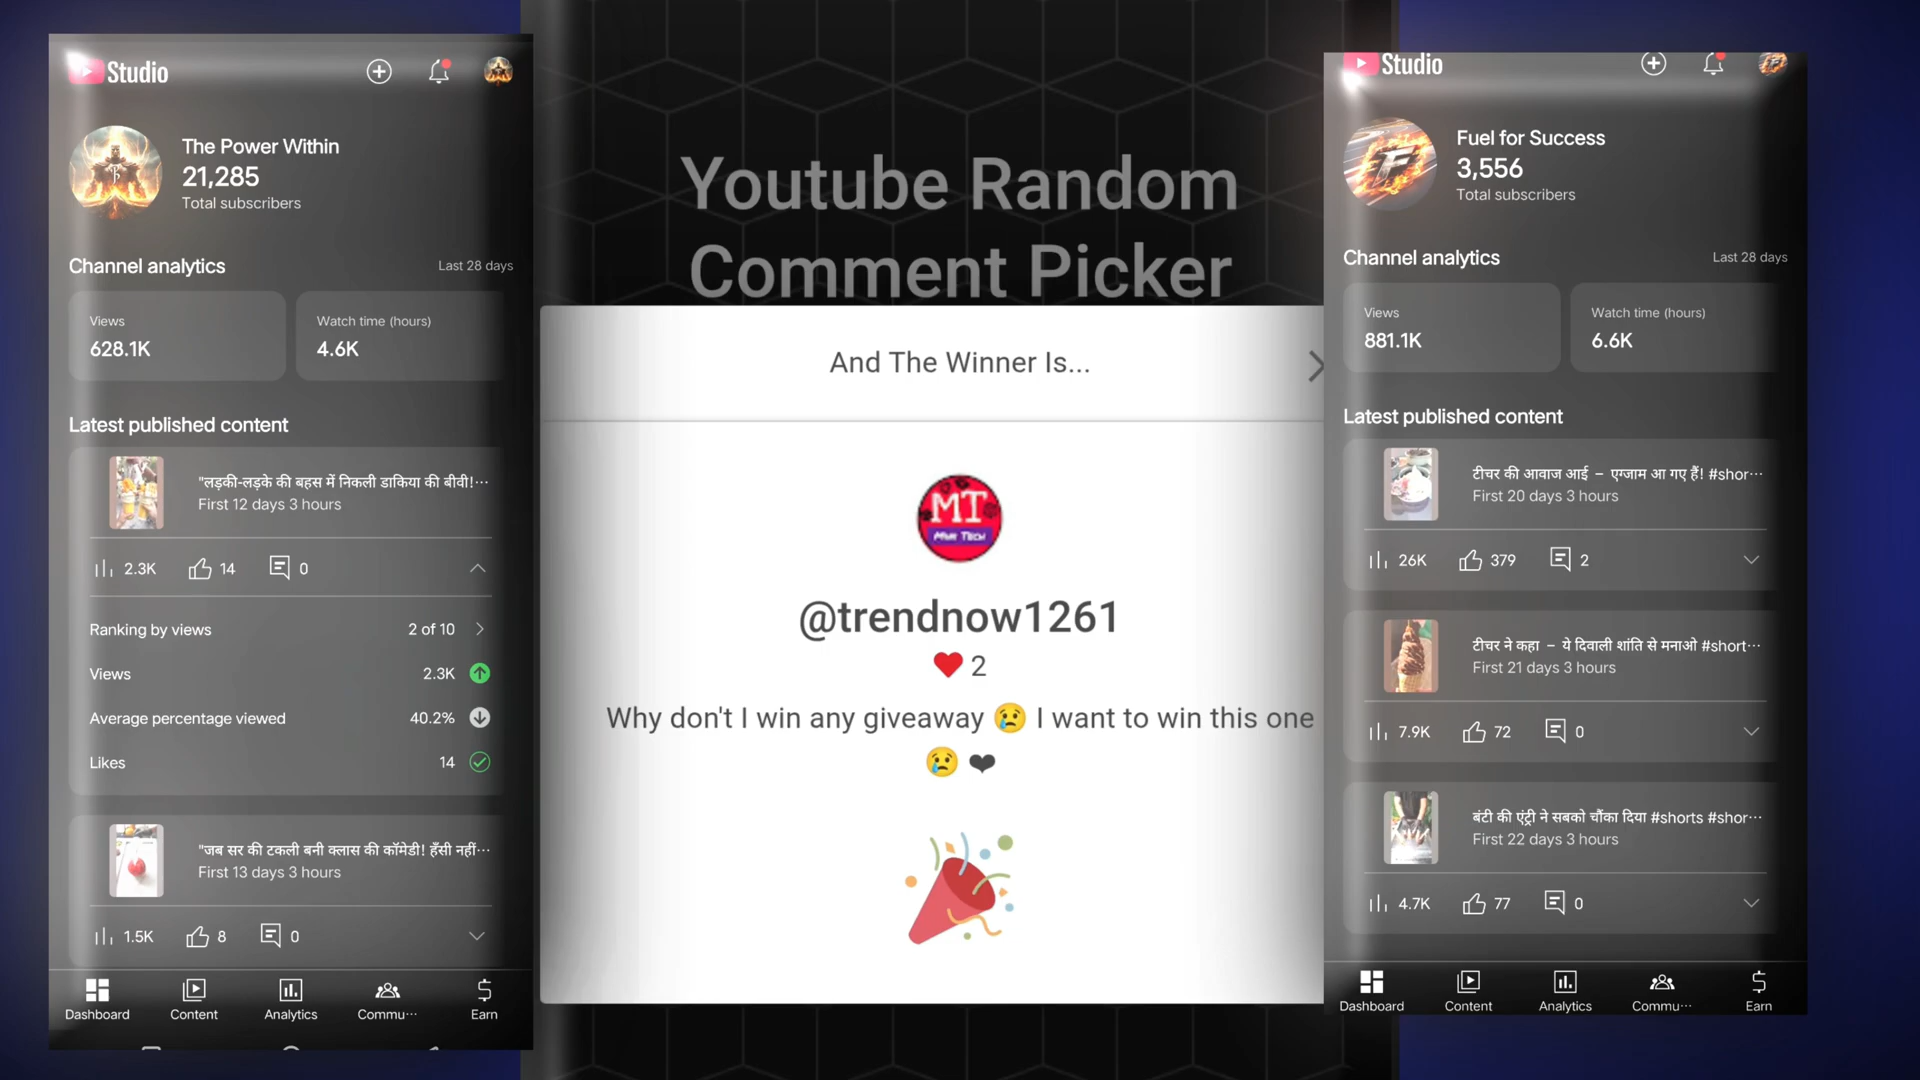 Studio
The Power Within
21,285
Total subscribers
Channel analytics
Last 28 days
Views
628.1K
Watch time (hours)
4.6K
Latest published content
"लड़की-लड़के की बहस में निकली डाकिया की बीवी!···
First 12 days 3 hours
2.3K
14
0
Ranking by views
2 of 10
Views
2.3K
Average percentage viewed
40.2%
Likes
14
"जब सर की टकली बनी क्लास की कॉमेडी! हँसी नहीं···
First 13 days 3 hours
1.5K
8
0
Dashboard
Content
Analytics
Commu···
Earn
Youtube Random
Comment Picker
And The Winner Is...
MT
MVR TECH
@trendnow1261
❤️ 2
Why don't I win any giveaway 😢 I want to win this one
😢 ❤
Studio
Fuel for Success
3,556
Total subscribers
Channel analytics
Last 28 days
Views
881.1K
Watch time (hours)
6.6K
Latest published content
टीचर की आवाज आई – एग्जाम आ गए हैं! #shor···
First 20 days 3 hours
26K
379
2
टीचर ने कहा – ये दिवाली शांति से मनाओ #short···
First 21 days 3 hours
7.9K
72
0
बंटी की एंट्री ने सबको चौंका दिया #shorts #shor···
First 22 days 3 hours
4.7K
77
0
Dashboard
Content
Analytics
Commu···
Earn